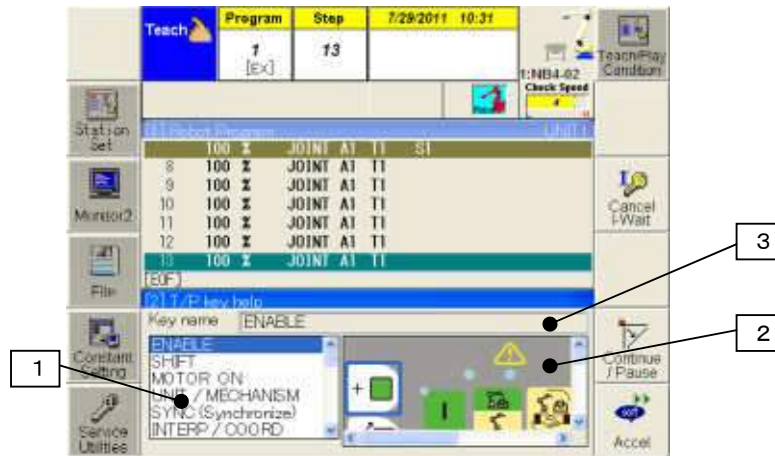 Teach
Program
1
[EX]
Step
13
7/29/2011 10:31
1:NB4-02
Teach/Play
Condition
Check Speed
4
Station
Set
[1] Robot Program
UNIT1
100 % JOINT A1 T1 S1
8 100 % JOINT A1 T1
9 100 % JOINT A1 T1
10 100 % JOINT A1 T1
11 100 % JOINT A1 T1
12 100 % JOINT A1 T1
13 100 % JOINT A1 T1
[EOF]
Monitor2
Cancel
I-Wait
File
[2] T/P key help
Key name
ENABLE
3
Constant
Setting
ENABLE
SHIFT
MOTOR ON
UNIT / MECHANISM
SYNC (Synchronize)
INTERP / COORD
2
1
Continue
/ Pause
Service
Utilities
Accel